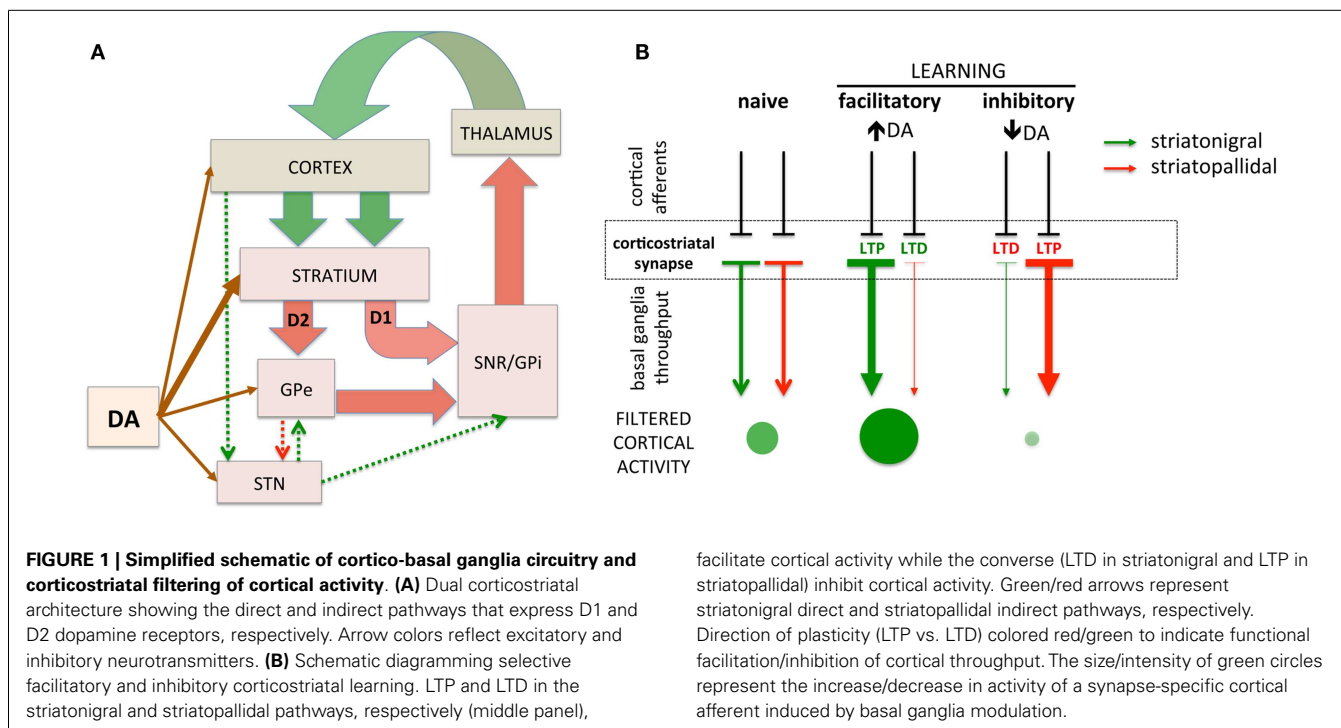 A
THALAMUS
CORTEX
STRATIUM
D2
D1
SNR/GPi
GPe
DA
STN
B
LEARNING
naive
facilitatory
inhibitory
DA
DA
striatonigral
striatopallidal
cortical
afferents
corticostriatal
synapse
LTP
LTD
LTD
LTP
basal ganglia
throughput
FILTERED
CORTICAL
ACTIVITY
FIGURE 1 | Simplified schematic of cortico-basal ganglia circuitry and
corticostriatal filtering of cortical activity. (A) Dual corticostriatal
architecture showing the direct and indirect pathways that express D1 and
D2 dopamine receptors, respectively. Arrow colors reflect excitatory and
inhibitory neurotransmitters. (B) Schematic diagramming selective
facilitatory and inhibitory corticostriatal learning. LTP and LTD in the
striatonigral and striatopallidal pathways, respectively (middle panel),
facilitate cortical activity while the converse (LTD in striatonigral and LTP in
striatopallidal) inhibit cortical activity. Green/red arrows represent
striatonigral direct and striatopallidal indirect pathways, respectively.
Direction of plasticity (LTP vs. LTD) colored red/green to indicate functional
facilitation/inhibition of cortical throughput. The size/intensity of green circles
represent the increase/decrease in activity of a synapse-specific cortical
afferent induced by basal ganglia modulation.